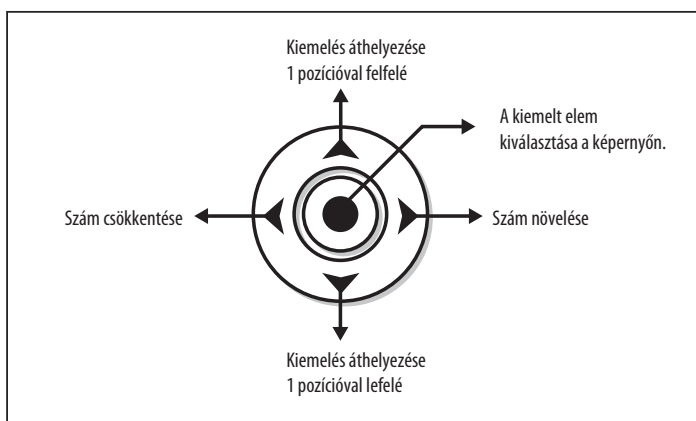 Kiemelés áthelyezése
1 pozícióval felfelé
A kiemelt elem
kiválasztása a képernyőn.
Szám csökkentése
Szám növelése
Kiemelés áthelyezése
1 pozícióval lefelé